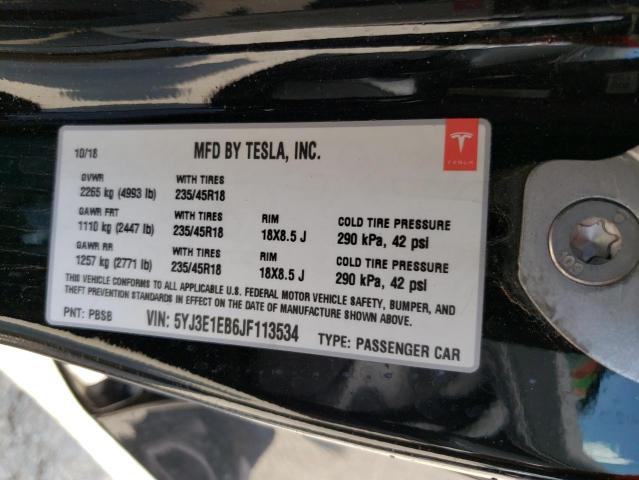 10/18
MFD BY TESLA, INC.
TESLA
GVWR WITH TIRES
2265 kg (4993 lb) 235/45R18
GAWR FRT WITH TIRES RIM COLD TIRE PRESSURE
1110 kg (2447 lb) 235/45R18 18X8.5 J 290 kPa, 42 psi
GAWR RR WITH TIRES RIM COLD TIRE PRESSURE
1257 kg (2771 lb) 235/45R18 18X8.5 J 290 kPa, 42 psi
THIS VEHICLE CONFORMS TO ALL APPLICABLE U.S. FEDERAL MOTOR VEHICLE SAFETY, BUMPER, AND
THEFT PREVENTION STANDARDS IN EFFECT ON THE DATE OF MANUFACTURE SHOWN ABOVE.
PNT: PBSB VIN: 5YJ3E1EB6JF113534 TYPE: PASSENGER CAR